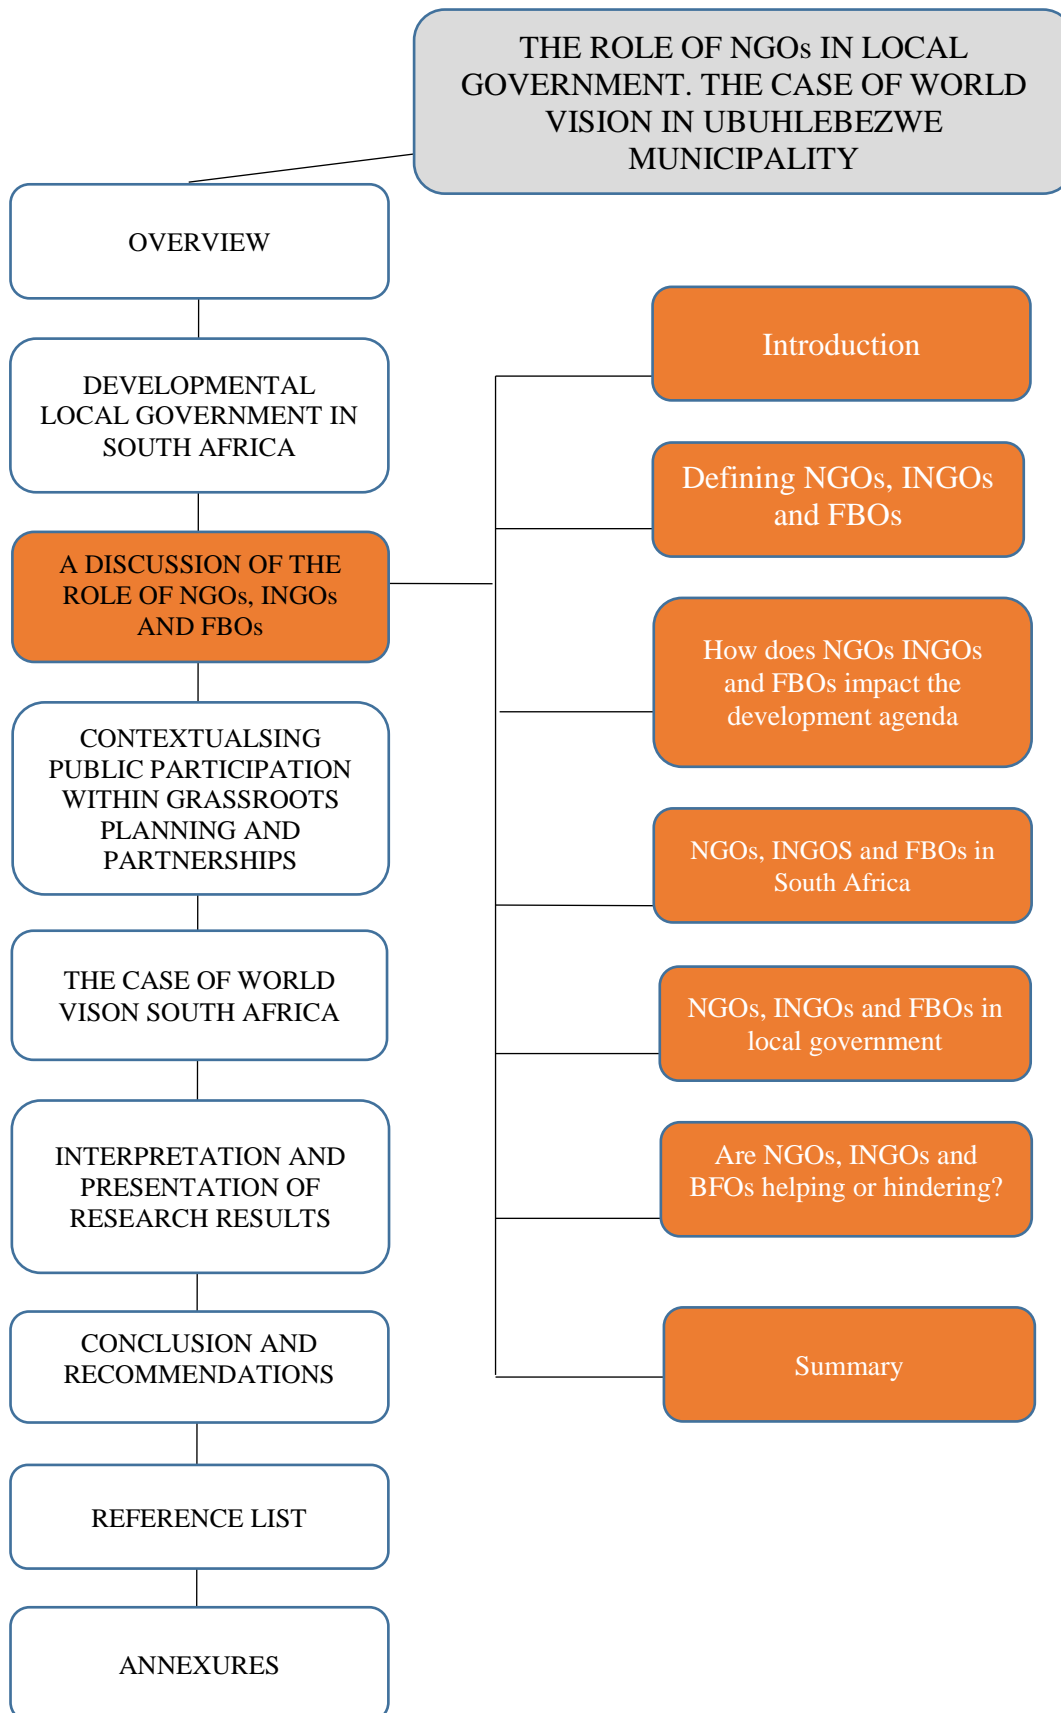 THE ROLE OF NGOs IN LOCAL
GOVERNMENT. THE CASE OF WORLD
VISION IN UBUHLEBEZWE
MUNICIPALITY
OVERVIEW
DEVELOPMENTAL
LOCAL GOVERNMENT IN
SOUTH AFRICA
A DISCUSSION OF THE
ROLE OF NGOs, INGOs
AND FBOs
CONTEXTUALSING
PUBLIC PARTICIPATION
WITHIN GRASSROOTS
PLANNING AND
PARTNERSHIPS
THE CASE OF WORLD
VISON SOUTH AFRICA
INTERPRETATION AND
PRESENTATION OF
RESEARCH RESULTS
CONCLUSION AND
RECOMMENDATIONS
REFERENCE LIST
ANNEXURES
Introduction
Defining NGOs, INGOs
and FBOs
How does NGOs INGOs
and FBOs impact the
development agenda
NGOs, INGOS and FBOs in
South Africa
NGOs, INGOs and FBOs in
local government
Are NGOs, INGOs and
BFOs helping or hindering?
Summary